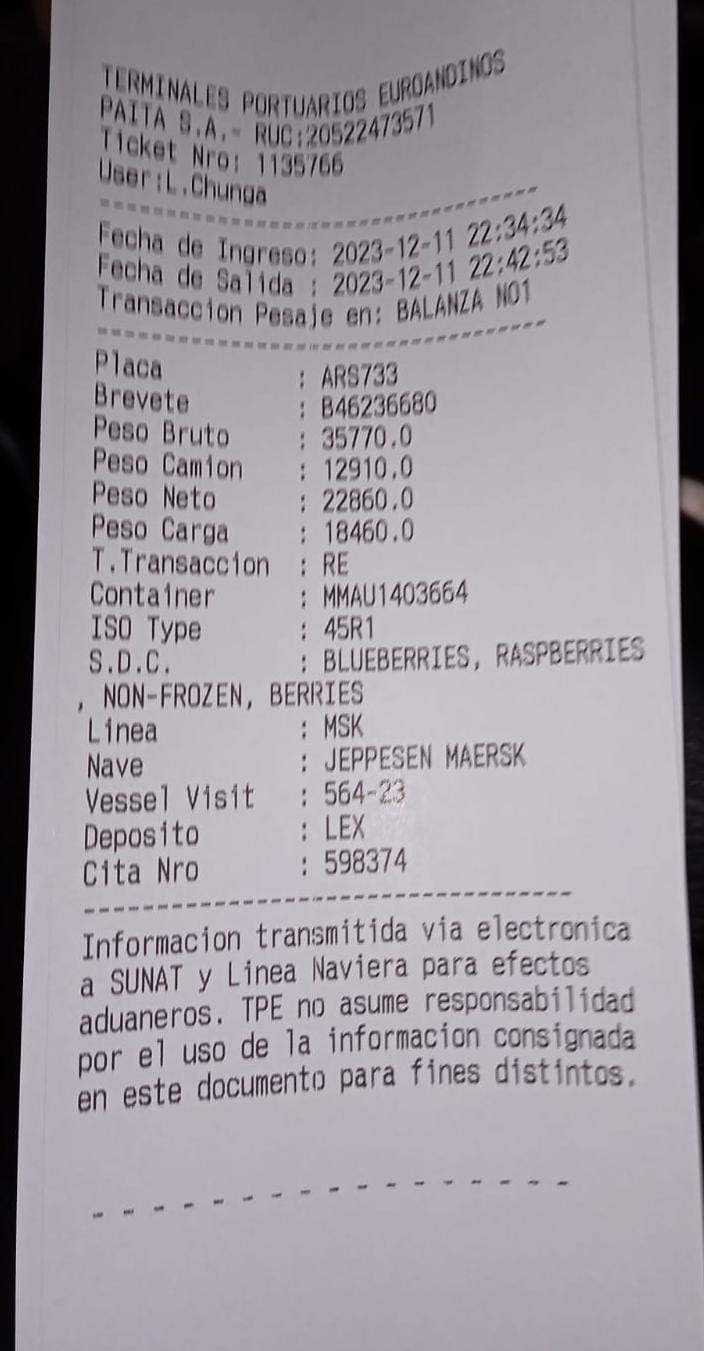 TERMINALES PORTUARIOS EUROANDINOS
PAITA S.A.- RUC:20522473571
Ticket Nro: 1135766
User:L.Chunga
Fecha de Ingreso: 2023-12-11 22:34:34
Fecha de Salida : 2023-12-11 22:42:53
Transaccion Pesaje en: BALANZA NO1
Placa : ARS733
Brevete : B46236680
Peso Bruto : 35770.0
Peso Camion : 12910.0
Peso Neto : 22860.0
Peso Carga : 18460.0
T.Transaccion : RE
Container : MMAU1403664
ISO Type : 45R1
S.D.C. : BLUEBERRIES, RASPBERRIES
, NON-FROZEN, BERRIES
Linea : MSK
Nave : JEPPESEN MAERSK
Vessel Visit : 564-23
Deposito : LEX
Cita Nro : 598374
Informacion transmitida via electronica
a SUNAT y Linea Naviera para efectos
aduaneros. TPE no asume responsabilidad
por el uso de la informacion consignada
en este documento para fines distintos.